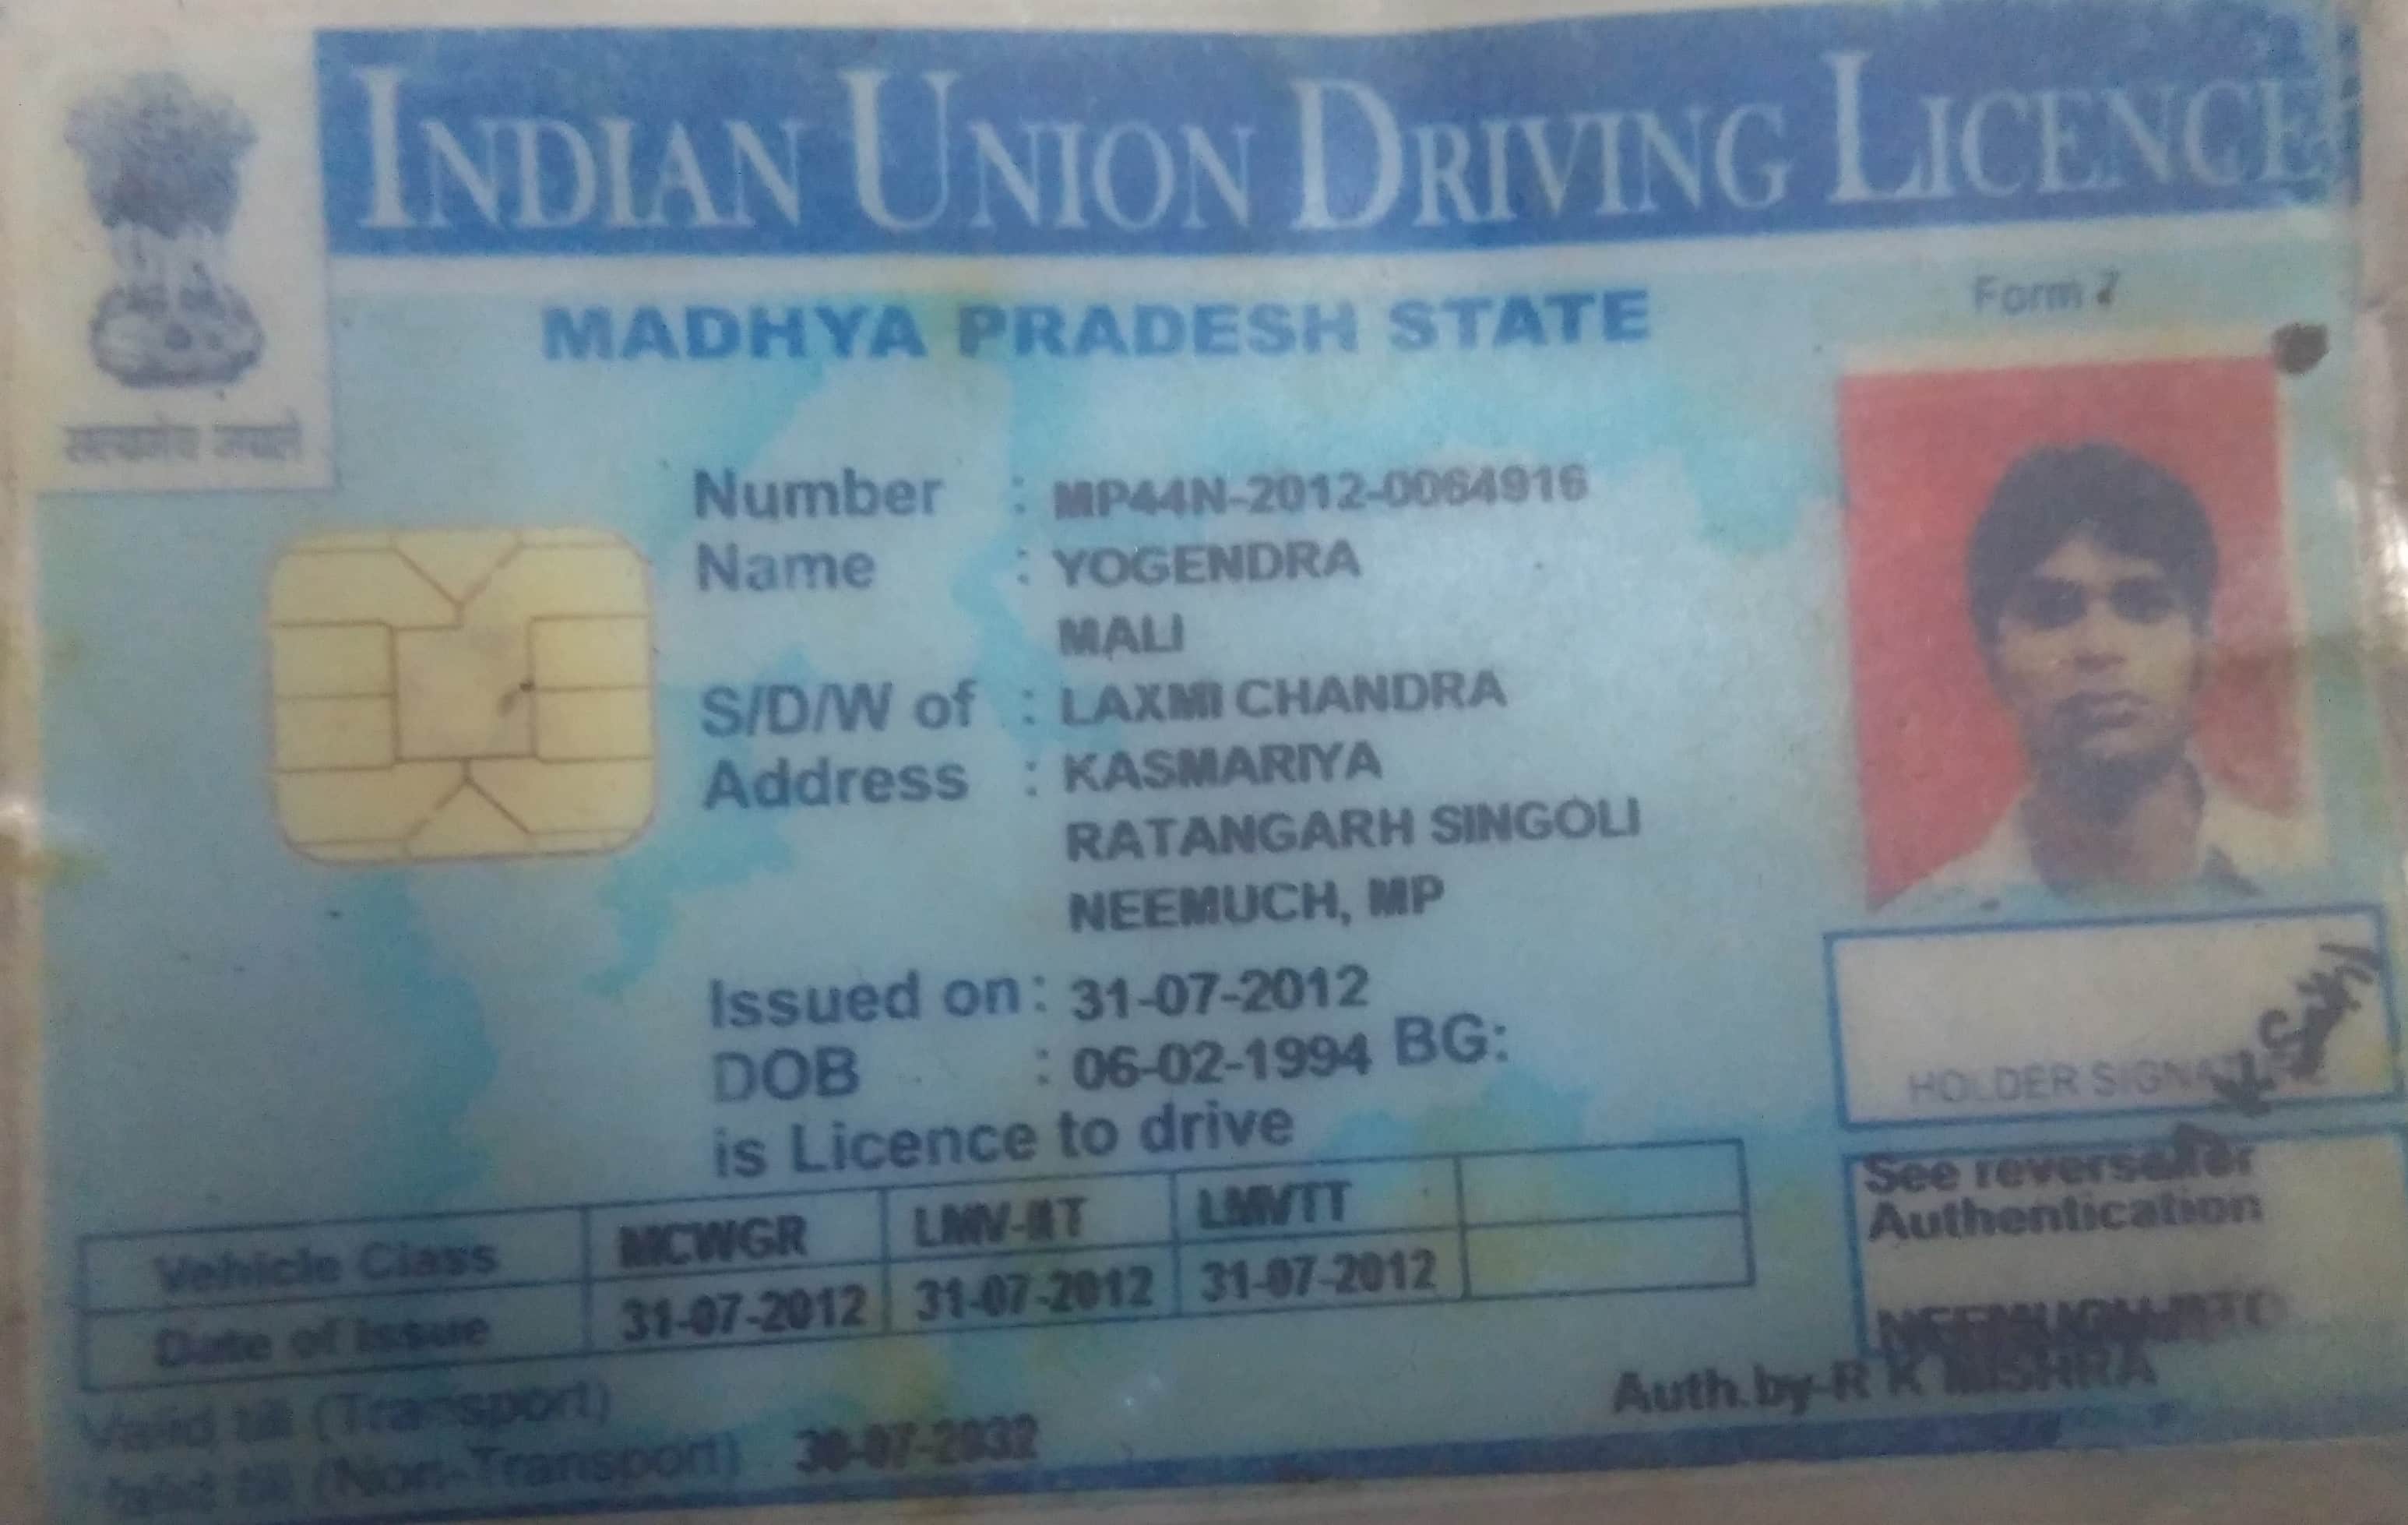 INDIAN UNION DRIVING LICENCE
MADHYA PRADESH STATE
Form 7
सत्यमेव जयते
Number : MP44N-2012-0064916
Name : YOGENDRA
MALI
S/D/W of : LAXMI CHANDRA
Address : KASMARIYA
RATANGARH SINGOLI
NEEMUCH, MP
Issued on : 31-07-2012
DOB : 06-02-1994 BG:
is Licence to drive
HOLDER SIGNATURE
Vehicle Class MCWGR LMV-NT LMVTT
Date of Issue 31-07-2012 31-07-2012 31-07-2012
See reverse for
Authentication
NEEMUCH RTO
Auth.by-R K MISHRA
Valid till (Transport)
Valid till (Non-Transport) 30-07-2032